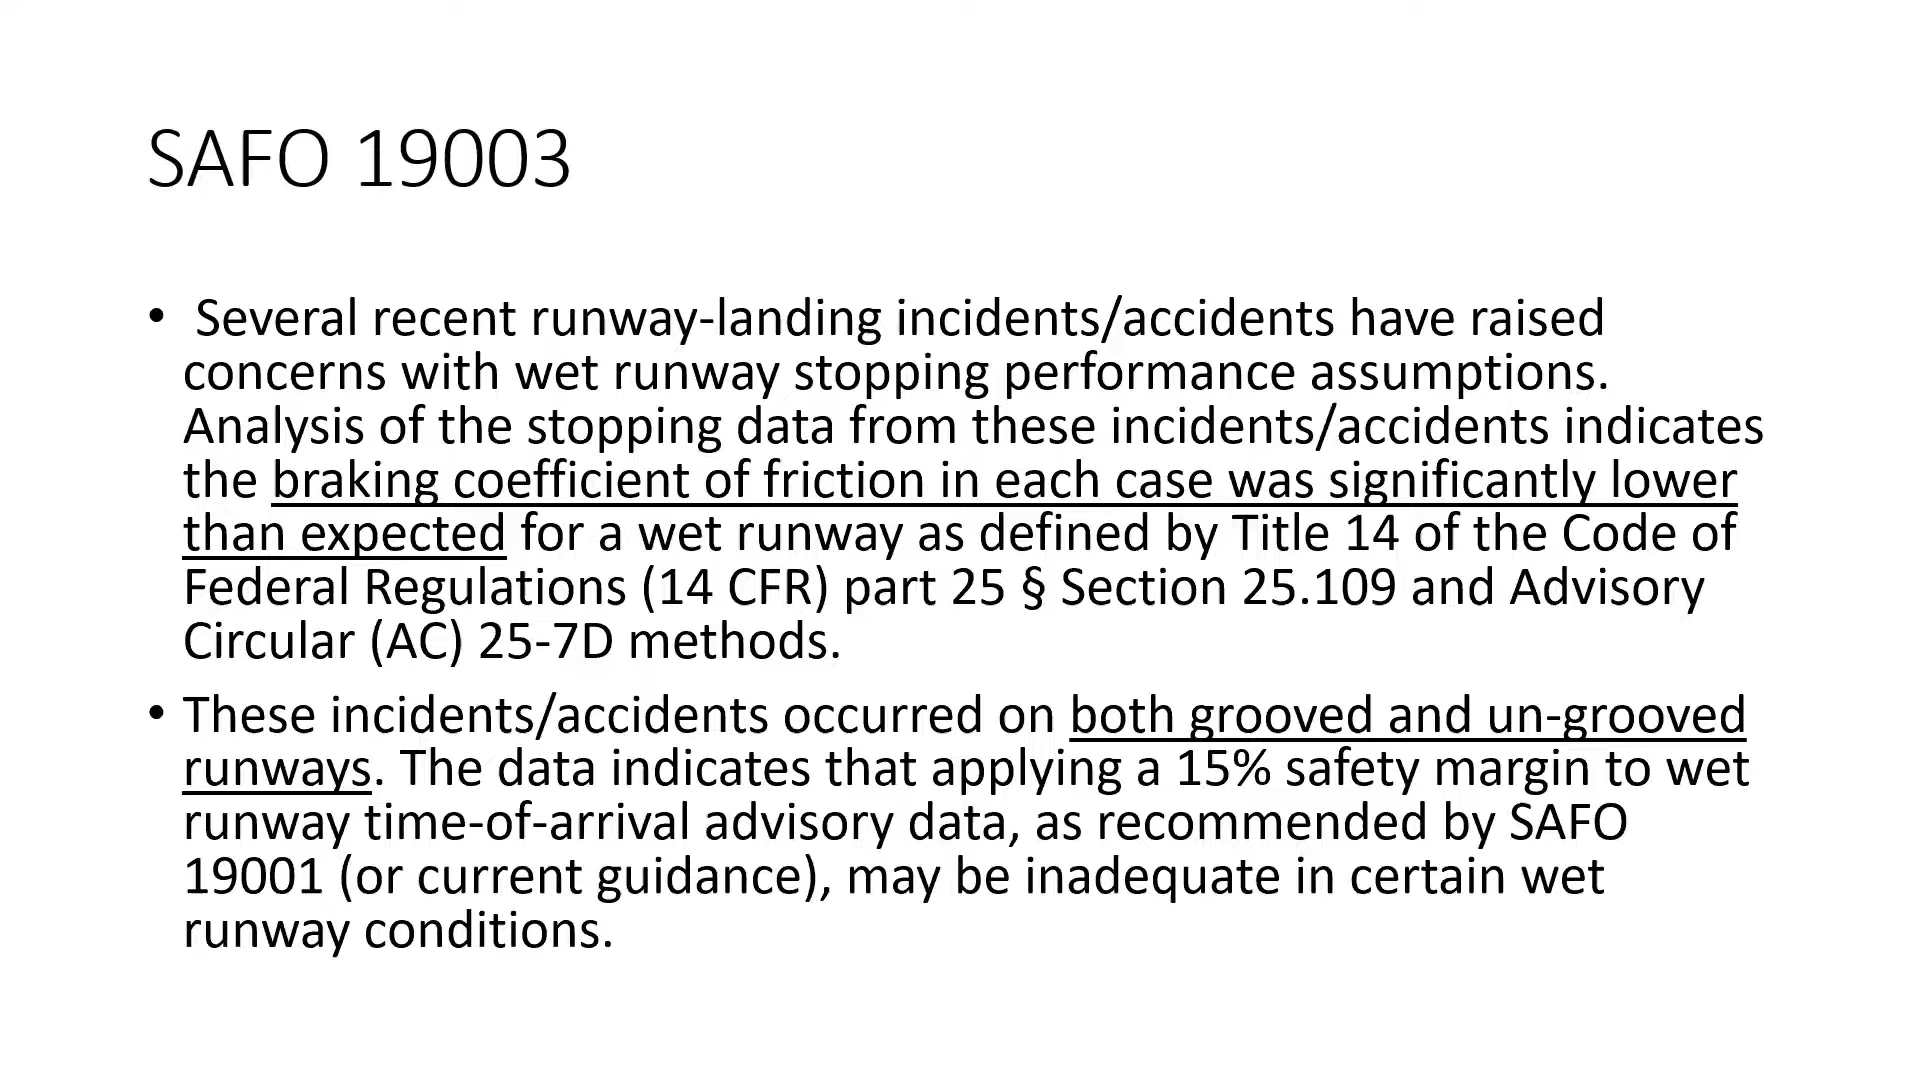 SAFO 19003
• Several recent runway-landing incidents/accidents have raised
concerns with wet runway stopping performance assumptions.
Analysis of the stopping data from these incidents/accidents indicates
the braking coefficient of friction in each case was significantly lower
than expected for a wet runway as defined by Title 14 of the Code of
Federal Regulations (14 CFR) part 25 § Section 25.109 and Advisory
Circular (AC) 25-7D methods.
• These incidents/accidents occurred on both grooved and un-grooved
runways. The data indicates that applying a 15% safety margin to wet
runway time-of-arrival advisory data, as recommended by SAFO
19001 (or current guidance), may be inadequate in certain wet
runway conditions.